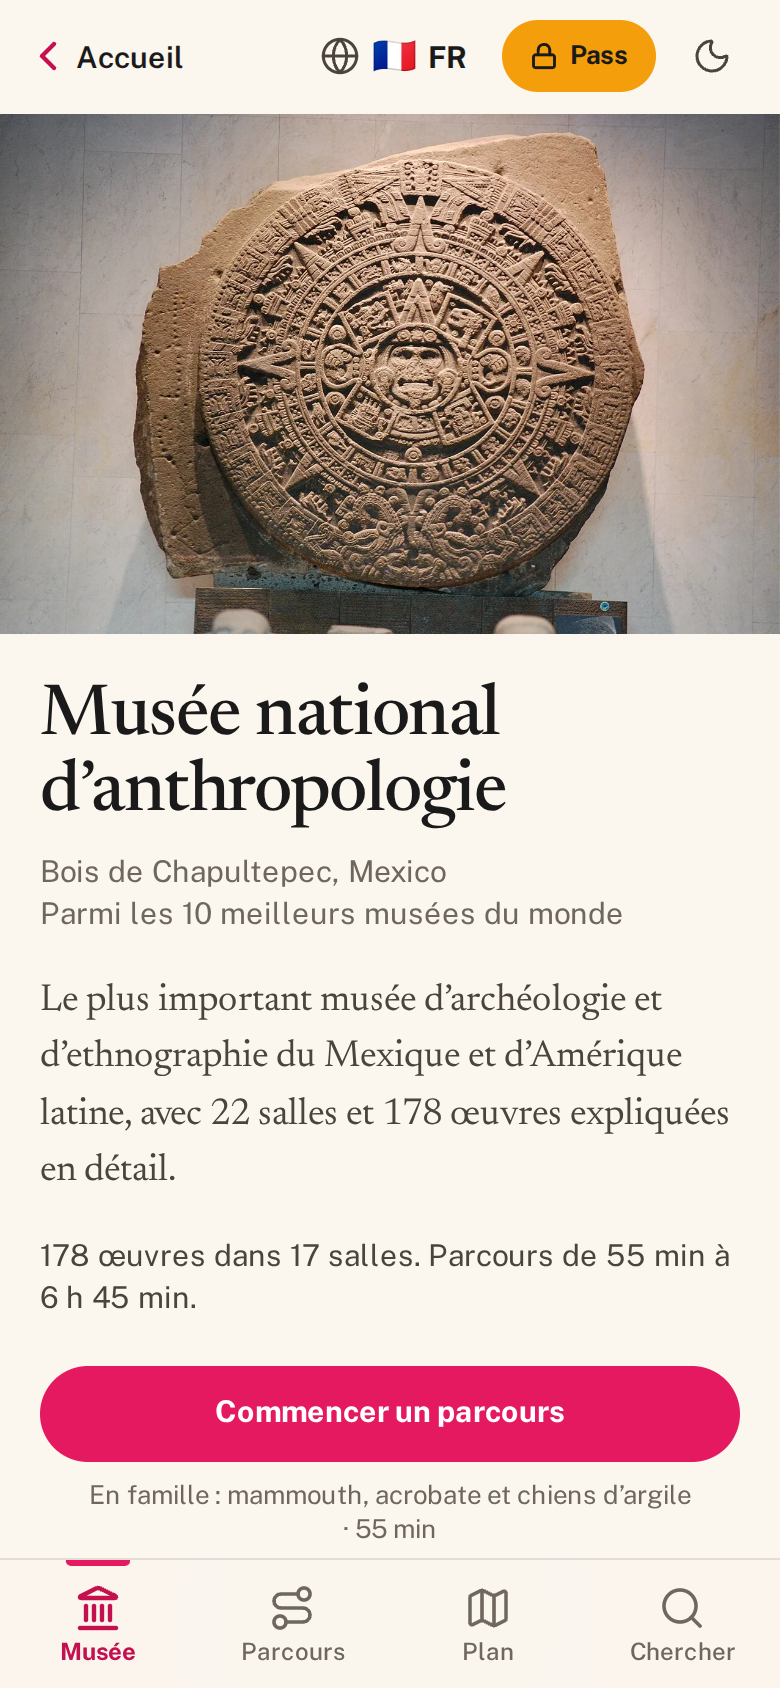 Accueil
FR
Pass
Musée national
d’anthropologie
Bois de Chapultepec, Mexico
Parmi les 10 meilleurs musées du monde
Le plus important musée d’archéologie et
d’ethnographie du Mexique et d’Amérique
latine, avec 22 salles et 178 œuvres expliquées
en détail.
178 œuvres dans 17 salles. Parcours de 55 min à
6 h 45 min.
Commencer un parcours
En famille : mammouth, acrobate et chiens d’argile
· 55 min
Musée
Parcours
Plan
Chercher